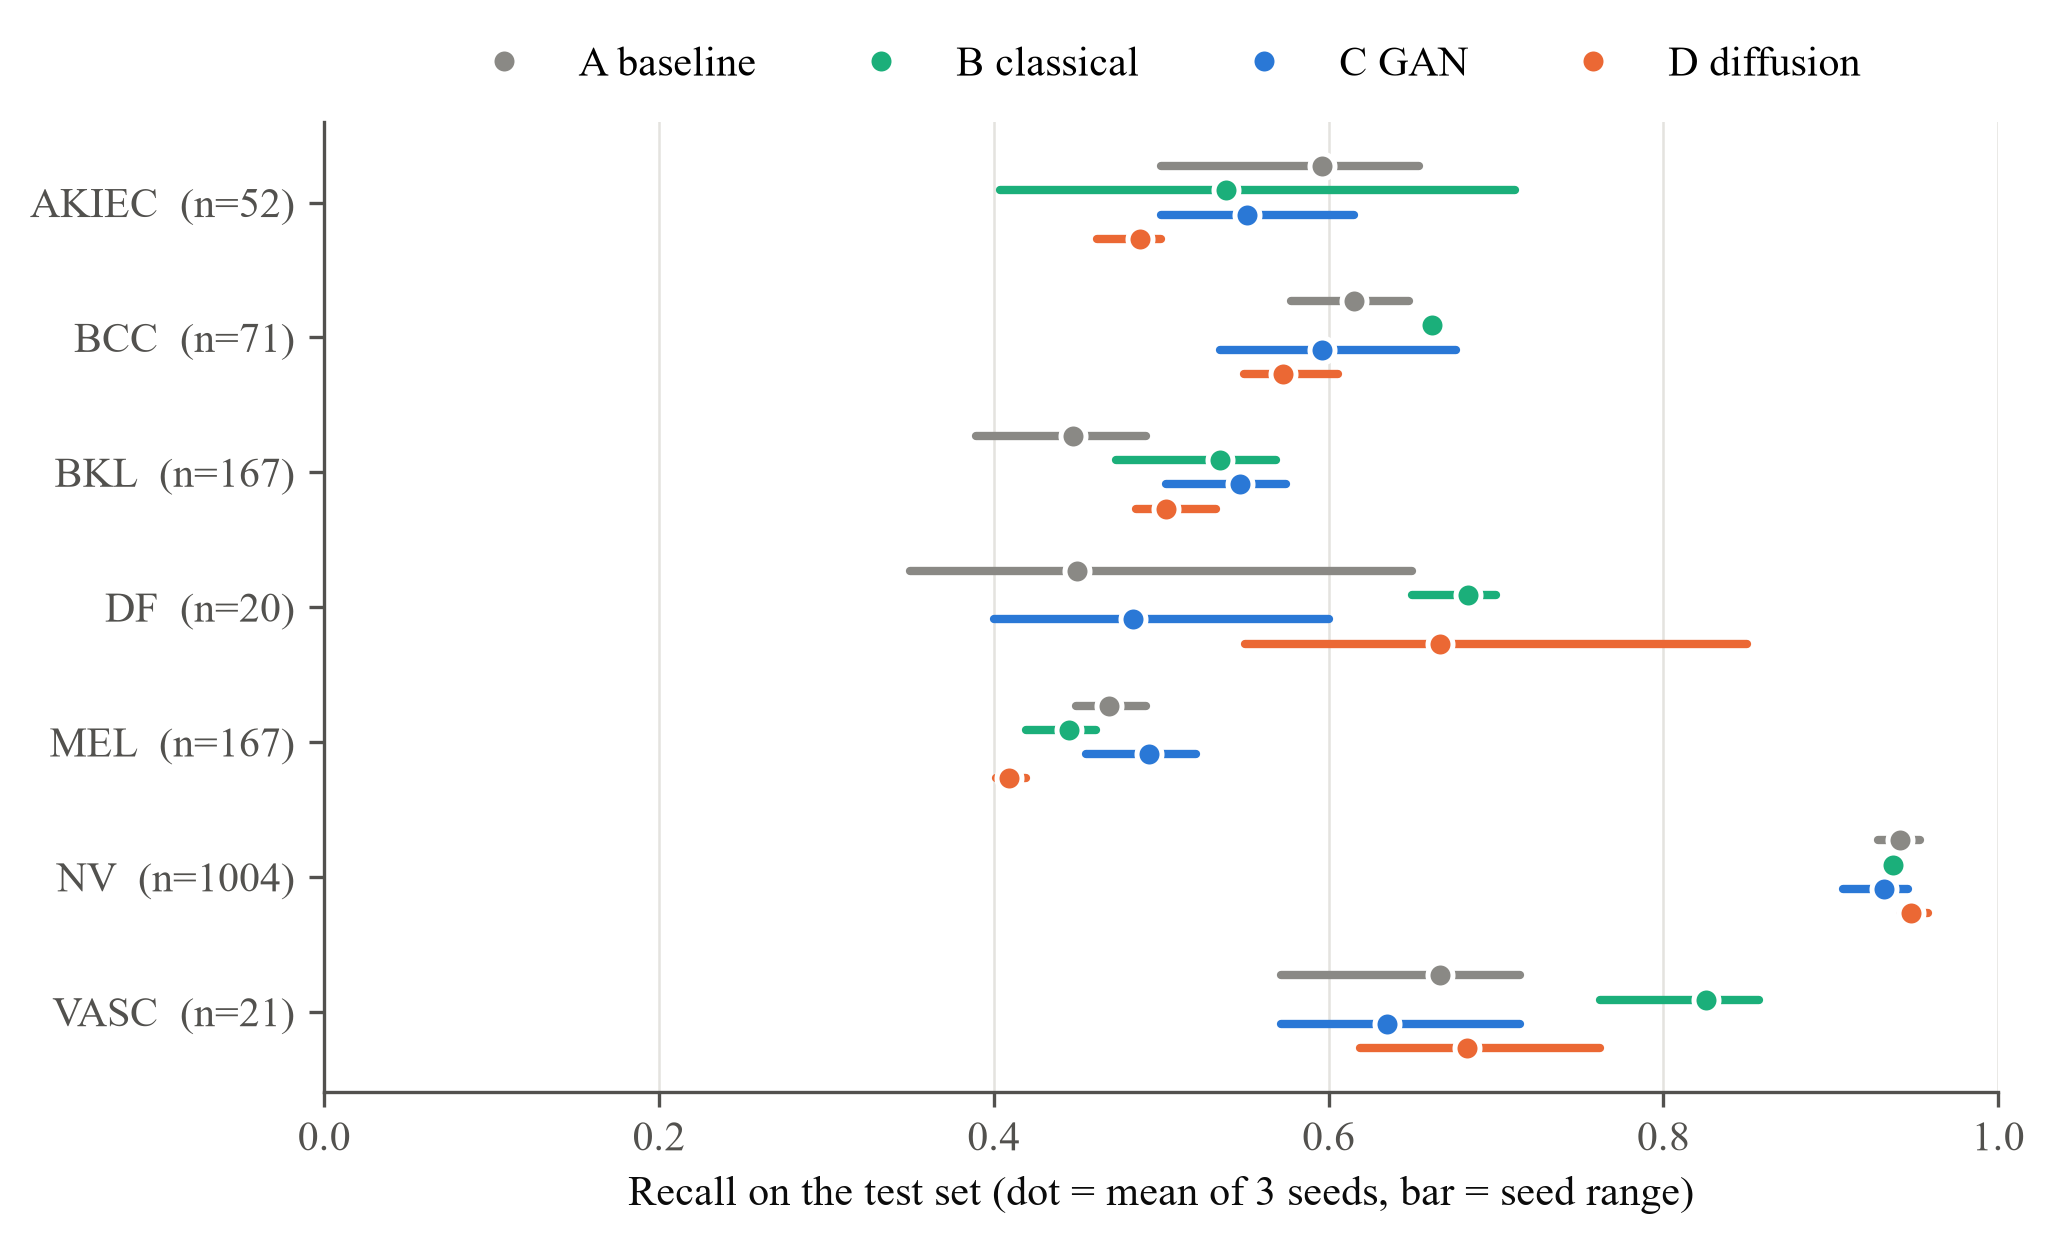 A baseline B classical C GAN D diffusion
AKIEC (n=52)
BCC (n=71)
BKL (n=167)
DF (n=20)
MEL (n=167)
NV (n=1004)
VASC (n=21)
0.0 0.2 0.4 0.6 0.8 1.0
Recall on the test set (dot = mean of 3 seeds, bar = seed range)